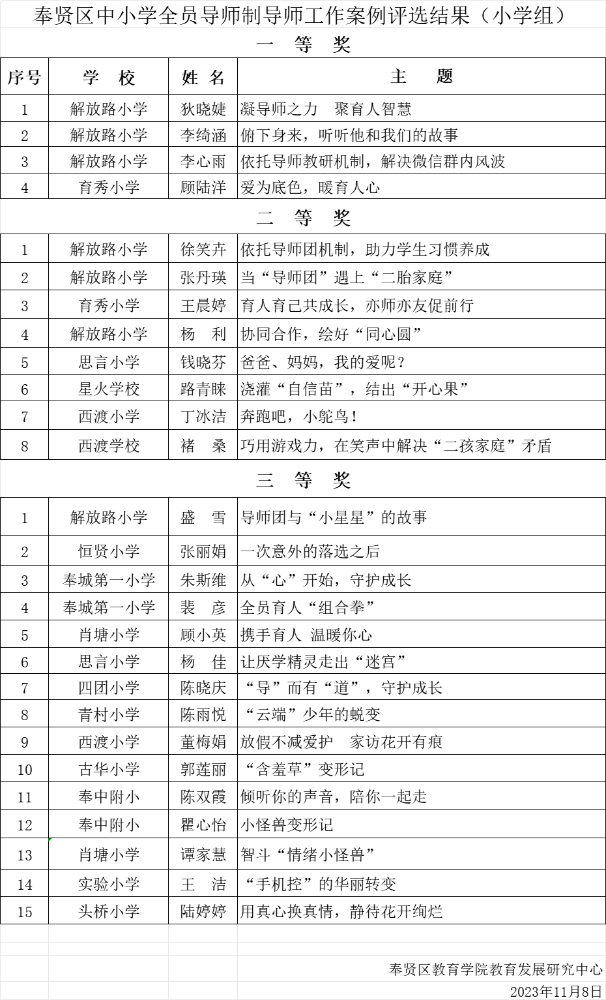 奉贤区中小学全员导师制导师工作案例评选结果（小学组）
一 等 奖
序号 学 校 姓 名 主 题
1 解放路小学 狄晓婕 凝导师之力 聚育人智慧
2 解放路小学 李绮涵 俯下身来，听听他和我们的故事
3 解放路小学 李心雨 依托导师教研机制，解决微信群内风波
4 育秀小学 顾陆洋 爱为底色，暖育人心
二 等 奖
1 解放路小学 徐笑卉 依托导师团机制，助力学生习惯养成
2 解放路小学 张丹瑛 当“导师团”遇上“二胎家庭”
3 育秀小学 王晨婷 育人育己共成长，亦师亦友促前行
4 解放路小学 杨 利 协同合作，绘好“同心圆”
5 思言小学 钱晓芬 爸爸、妈妈，我的爱呢？
6 星火学校 路青睐 浇灌“自信苗”，结出“开心果”
7 西渡小学 丁冰洁 奔跑吧，小鸵鸟！
8 西渡学校 褚 桑 巧用游戏力，在笑声中解决“二孩家庭”矛盾
三 等 奖
1 解放路小学 盛 雪 导师团与“小星星”的故事
2 恒贤小学 张丽娟 一次意外的落选之后
3 奉城第一小学 朱斯维 从“心”开始，守护成长
4 奉城第一小学 裴 彦 全员育人“组合拳”
5 肖塘小学 顾小英 携手育人 温暖你心
6 思言小学 杨 佳 让厌学精灵走出“迷宫”
7 四团小学 陈晓庆 “导”而有“道”，守护成长
8 青村小学 陈雨悦 “云端”少年的蜕变
9 西渡小学 董梅娟 放假不减爱护 家访花开有痕
10 古华小学 郭莲丽 “含羞草”变形记
11 奉中附小 陈双霞 倾听你的声音，陪你一起走
12 奉中附小 瞿心怡 小怪兽变形记
13 肖塘小学 谭家慧 智斗“情绪小怪兽”
14 实验小学 王 洁 “手机控”的华丽转变
15 头桥小学 陆婷婷 用真心换真情，静待花开绚烂
奉贤区教育学院教育发展研究中心
2023年11月8日